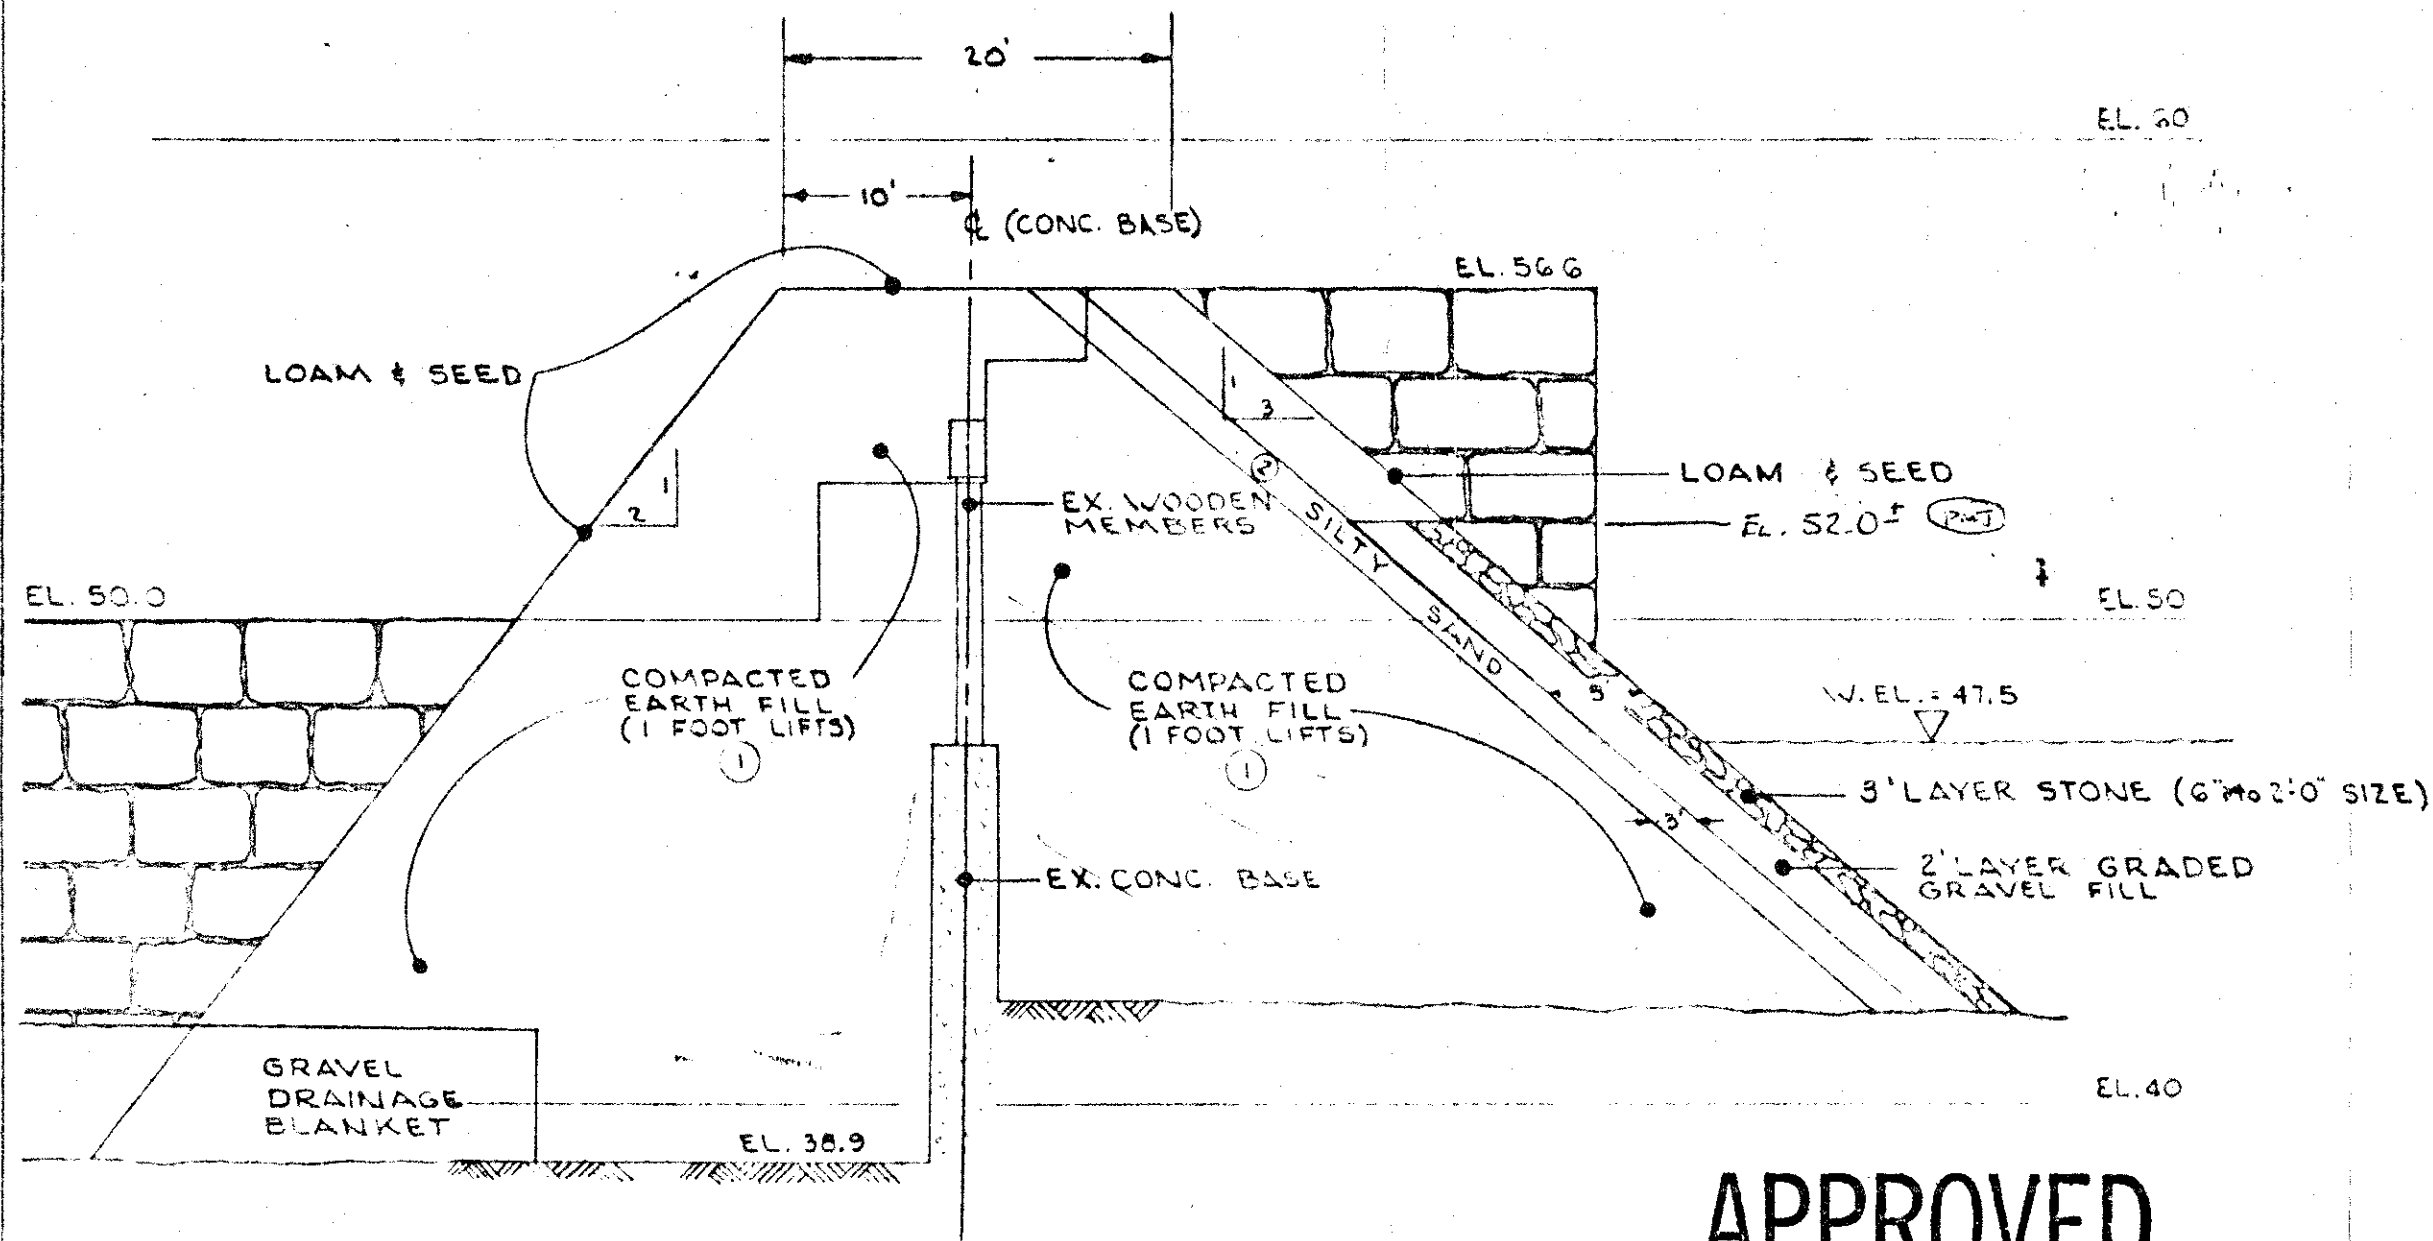 20'
EL. 60
10'
℄ (CONC. BASE)
EL. 56.6
LOAM & SEED
1
3
1
2
②
LOAM & SEED
EX. WOODEN
MEMBERS
SILTY SAND
EL. 52.0±
EL. 50.0
EL. 50
COMPACTED
EARTH FILL
(1 FOOT LIFTS)
①
COMPACTED
EARTH FILL
(1 FOOT LIFTS)
①
5'
W. EL. = 47.5
3' LAYER STONE (6" to 2'-0" SIZE)
3'
2' LAYER GRADED
GRAVEL FILL
EX. CONC. BASE
GRAVEL
DRAINAGE
BLANKET
EL. 40
EL. 38.9
APPROVED